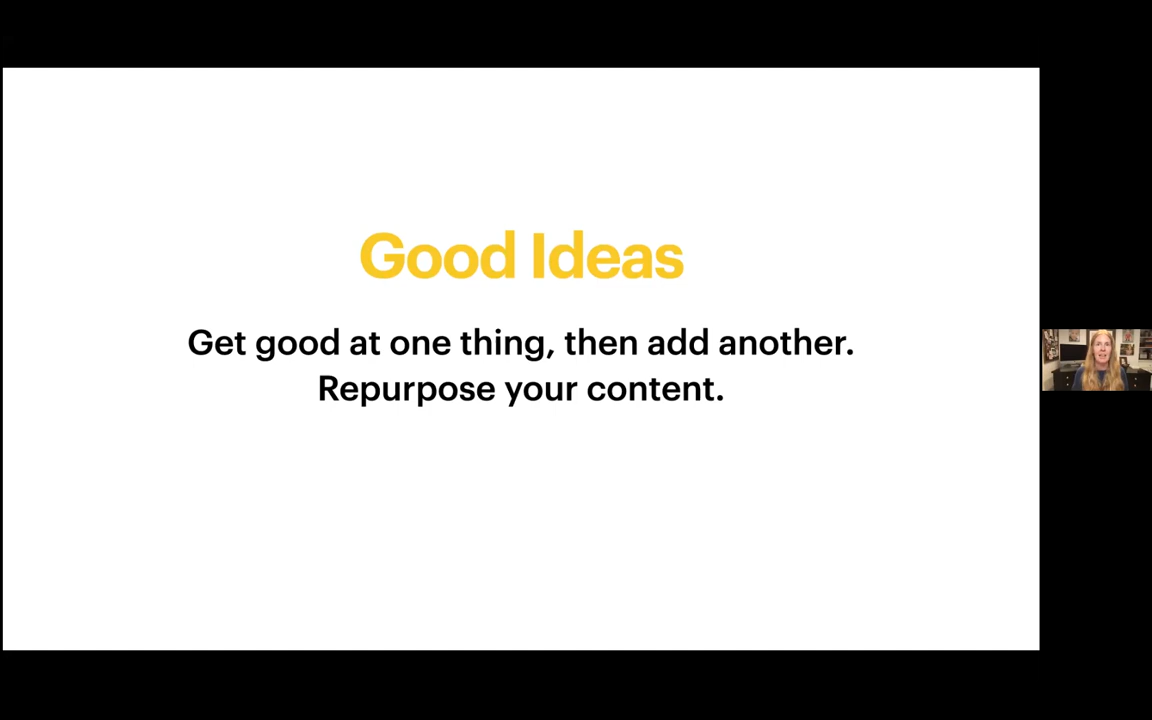 Good Ideas
Get good at one thing, then add another.
Repurpose your content.